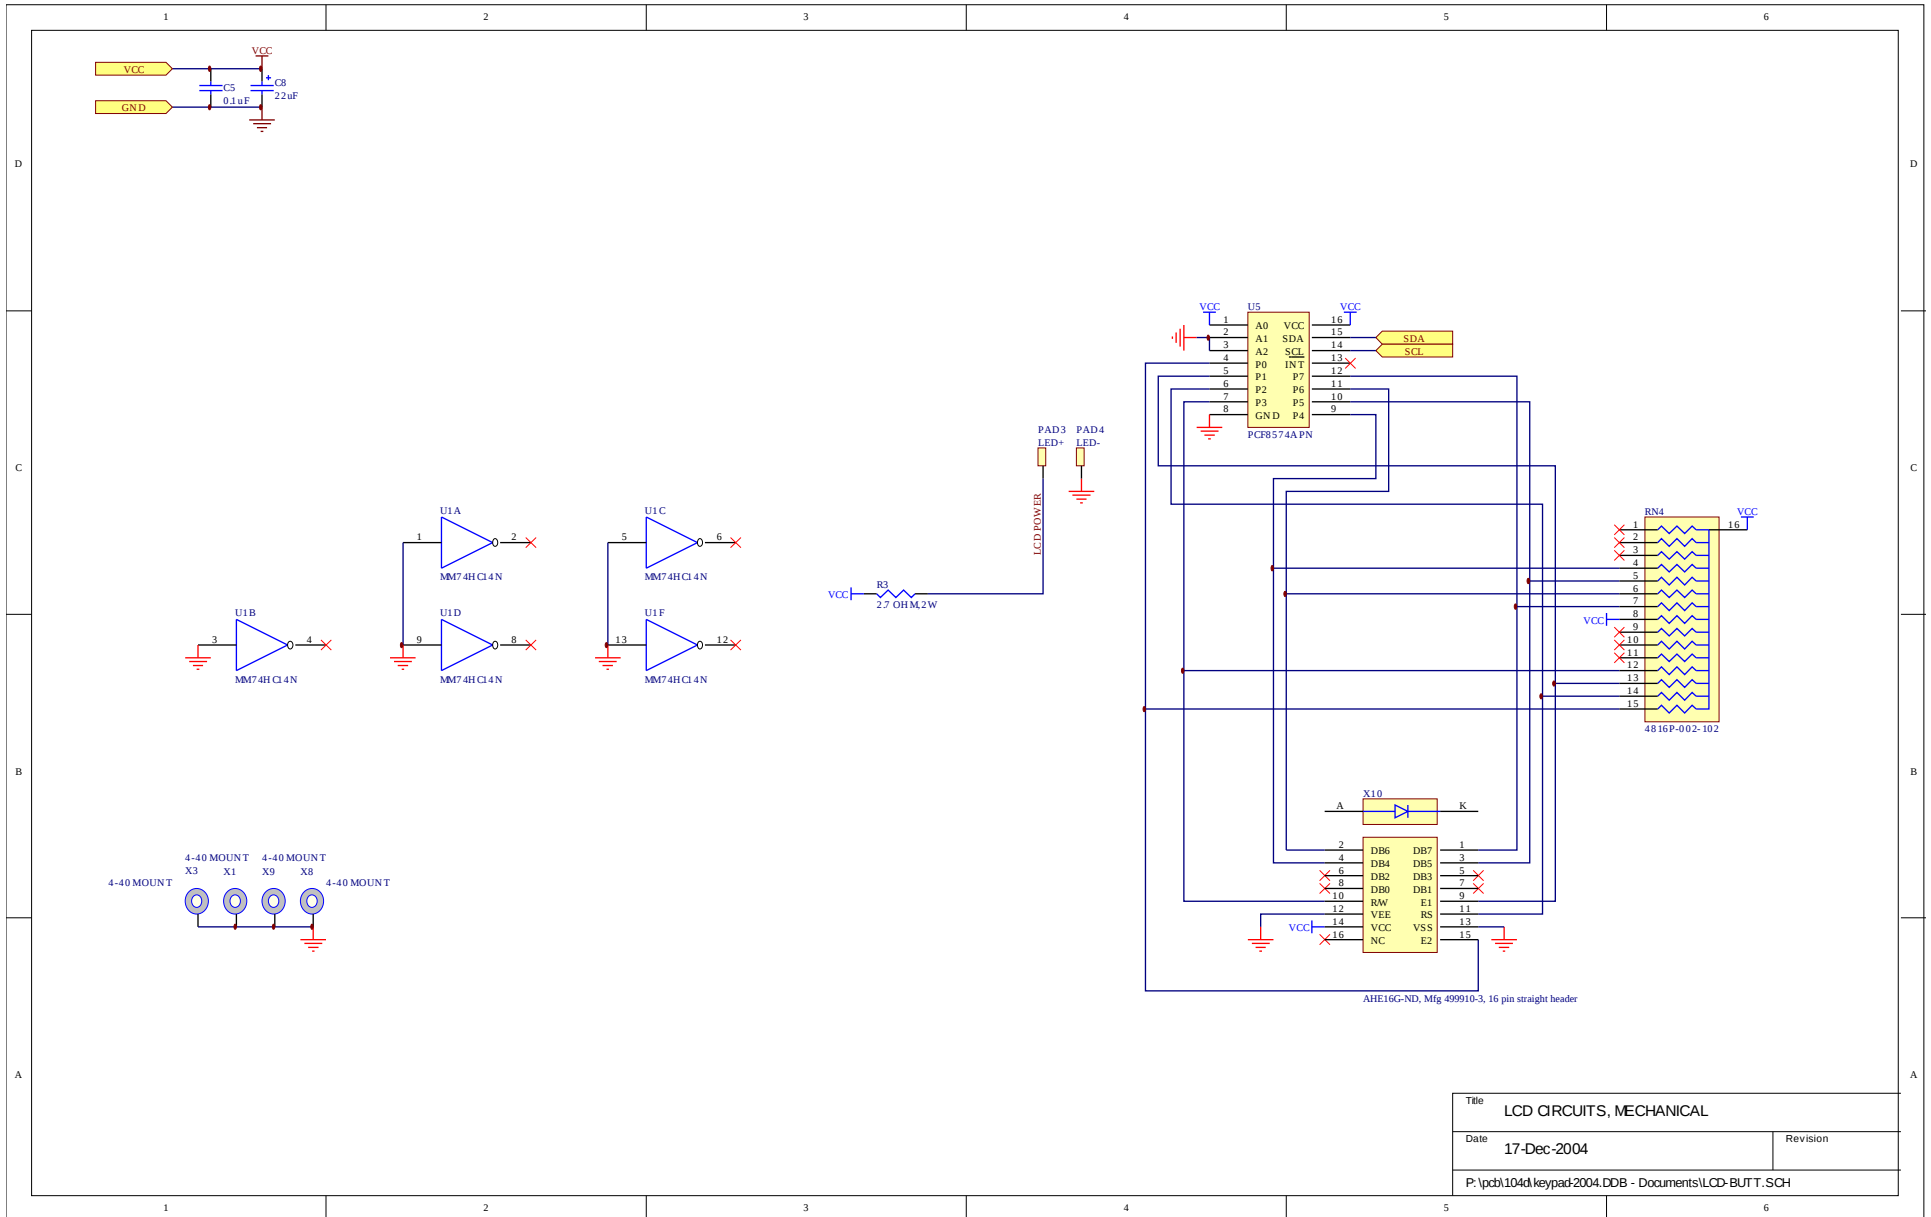 1 2 3 4 5 6
VCC
VCC
C5
0.1uF
C8
22uF
+
GND
D D
VCC U5 VCC
1 A0 VCC 16
2 A1 SDA 15 SDA
3 A2 SCL 14 SCL
4 P0 INT 13
5 P1 P7 12
6 P2 P6 11
7 P3 P5 10
8 GND P4 9
PCF8574APN
PAD3 PAD4
LED+ LED-
C C
LCD POWER
U1A
1 2
MM74HC14N
U1C
5 6
MM74HC14N
VCC R3
2.7 OHM,2W
U1B
3 4
MM74HC14N
U1D
9 8
MM74HC14N
U1F
13 12
MM74HC14N
RN4
VCC
1 16
2
3
4
5
6
7
8
VCC
9
10
11
12
13
14
15
4816P-002-102
B B
X10
A K
2 DB6 DB7 1
4 DB4 DB5 3
6 DB2 DB3 5
8 DB0 DB1 7
10 RW E1 9
12 VEE RS 11
VCC 14 VCC VSS 13
16 NC E2 15
AHE16G-ND, Mfg 499910-3, 16 pin straight header
4-40 MOUNT 4-40 MOUNT
X3 X1 X9 X8
4-40 MOUNT 4-40 MOUNT
A A
Title
LCD CIRCUITS, MECHANICAL
Date
17-Dec-2004
Revision
P:\pcb\104d\keypad-2004.DDB - Documents\LCD-BUTT.SCH
1 2 3 4 5 6